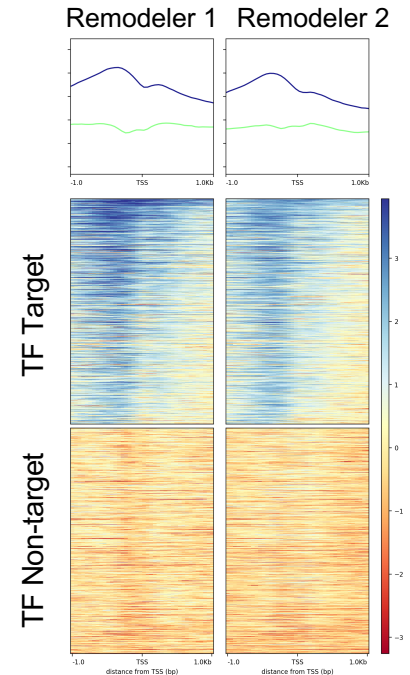 Remodeler 1 Remodeler 2
-1.0 TSS 1.0Kb -1.0 TSS 1.0Kb
TF Target
3
2
1
0
−1
−2
−3
TF Non-target
-1.0 TSS 1.0Kb -1.0 TSS 1.0Kb
distance from TSS (bp) distance from TSS (bp)